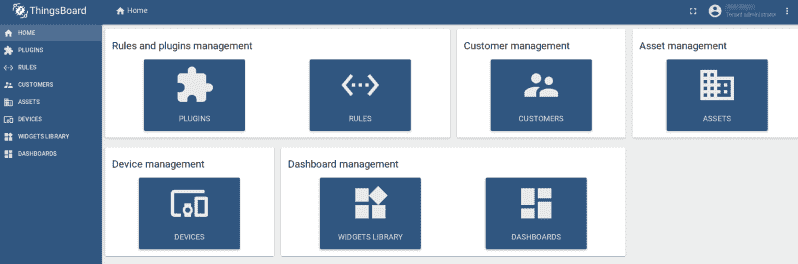 ThingsBoard
Home
Tenant administrator
HOME
PLUGINS
RULES
CUSTOMERS
ASSETS
DEVICES
WIDGETS LIBRARY
DASHBOARDS
Rules and plugins management
PLUGINS
RULES
Customer management
CUSTOMERS
Asset management
ASSETS
Device management
DEVICES
Dashboard management
WIDGETS LIBRARY
DASHBOARDS